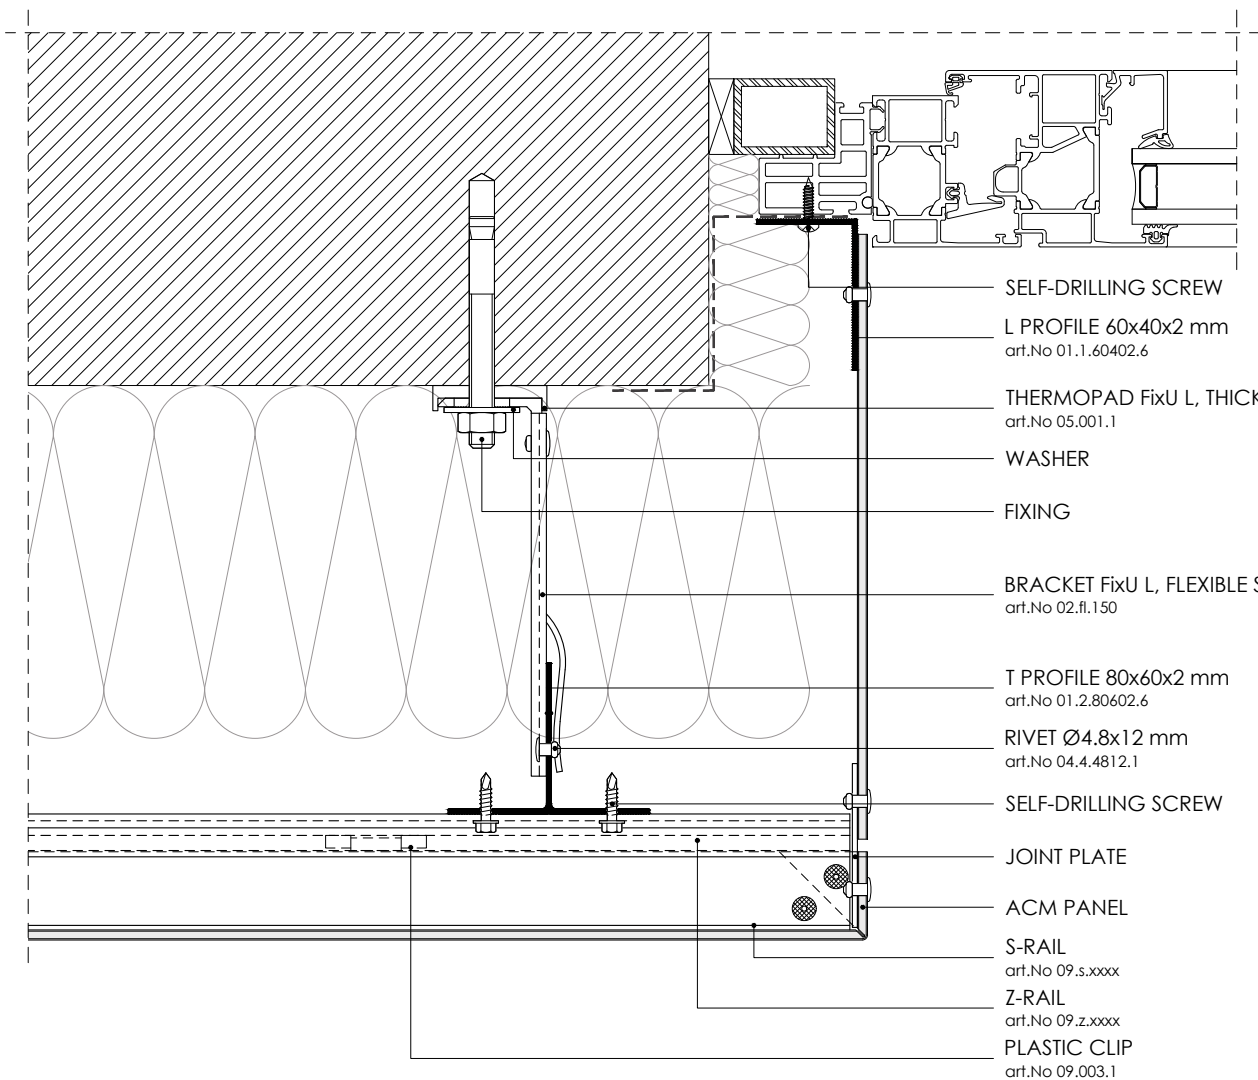 SELF-DRILLING SCREW
L PROFILE 60x40x2 mm
art.No 01.1.60402.6
THERMOPAD FixU L, THICK
art.No 05.001.1
WASHER
FIXING
BRACKET FixU L, FLEXIBLE S
art.No 02.fl.150
T PROFILE 80x60x2 mm
art.No 01.2.80602.6
RIVET Ø4.8x12 mm
art.No 04.4.4812.1
SELF-DRILLING SCREW
JOINT PLATE
ACM PANEL
S-RAIL
art.No 09.s.xxxx
Z-RAIL
art.No 09.z.xxxx
PLASTIC CLIP
art.No 09.003.1